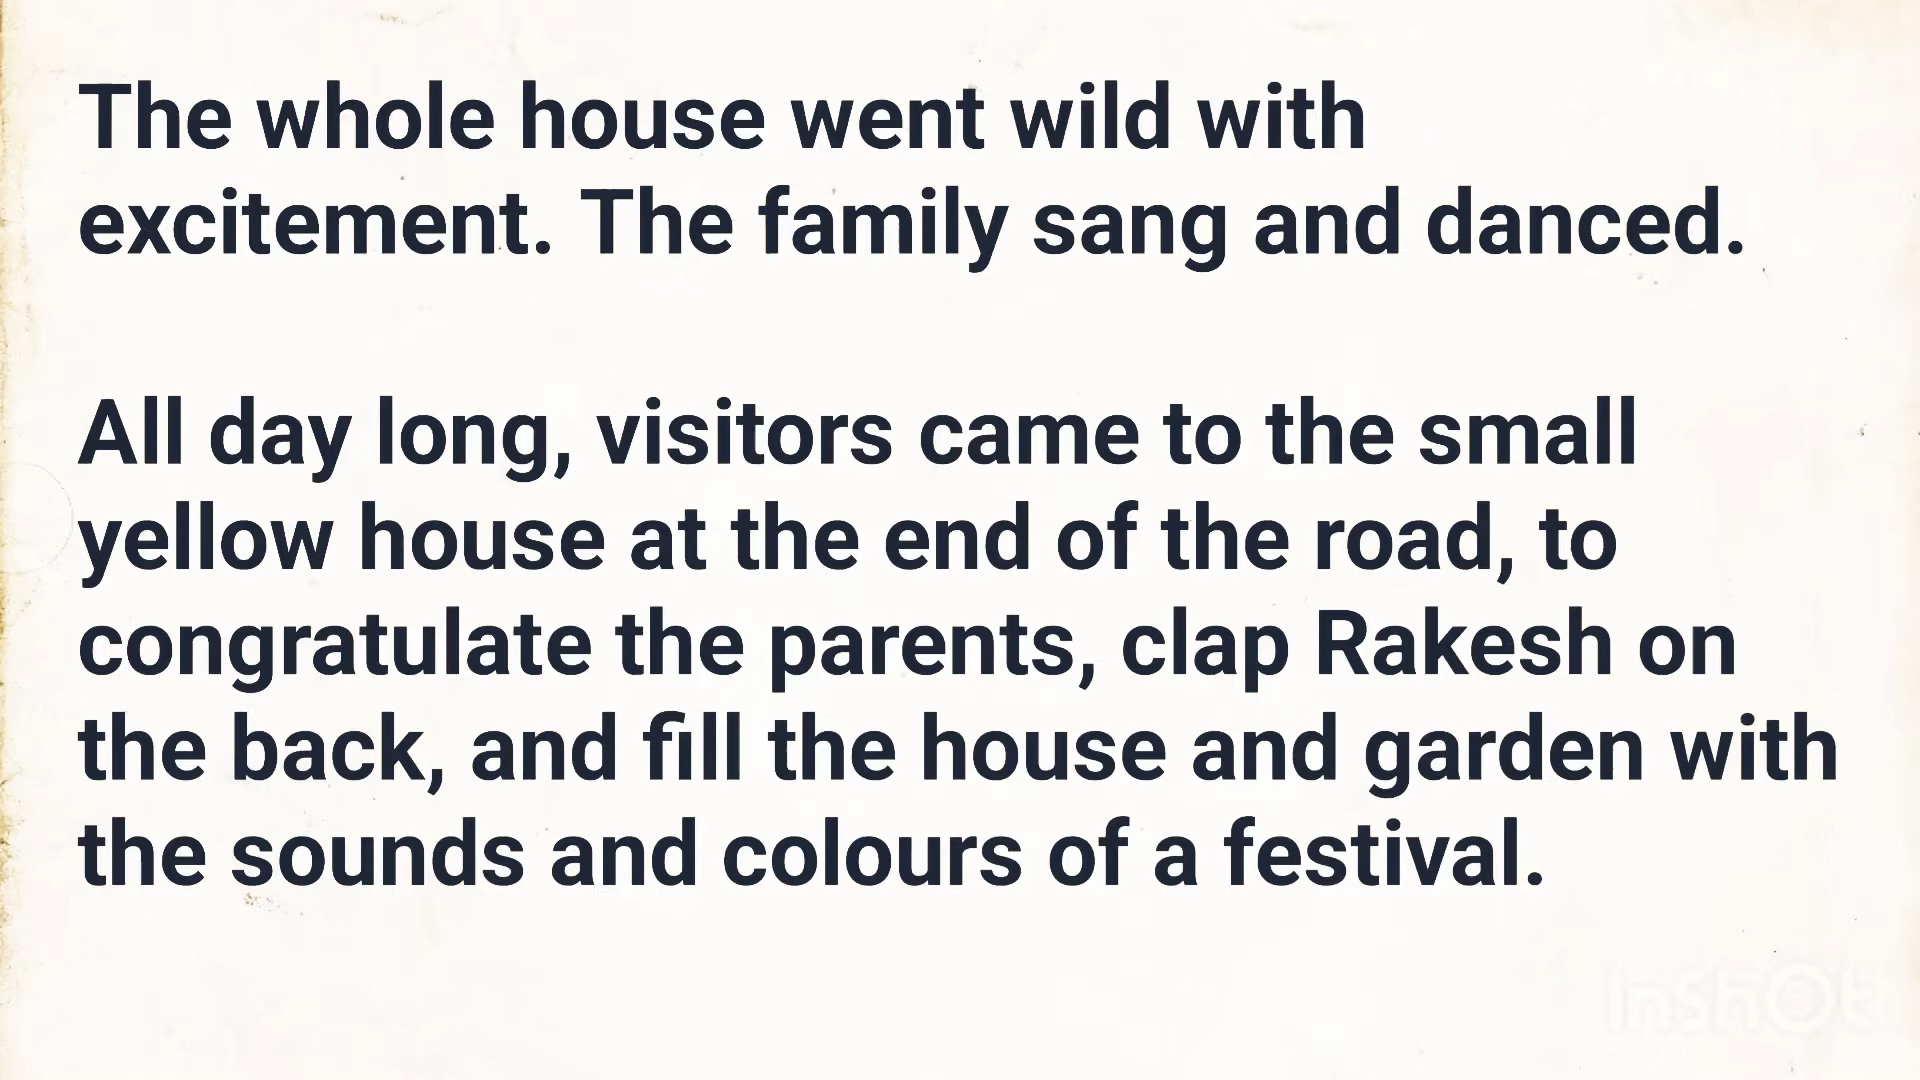 The whole house went wild with
excitement. The family sang and danced.
All day long, visitors came to the small
yellow house at the end of the road, to
congratulate the parents, clap Rakesh on
the back, and fill the house and garden with
the sounds and colours of a festival.
InShOt